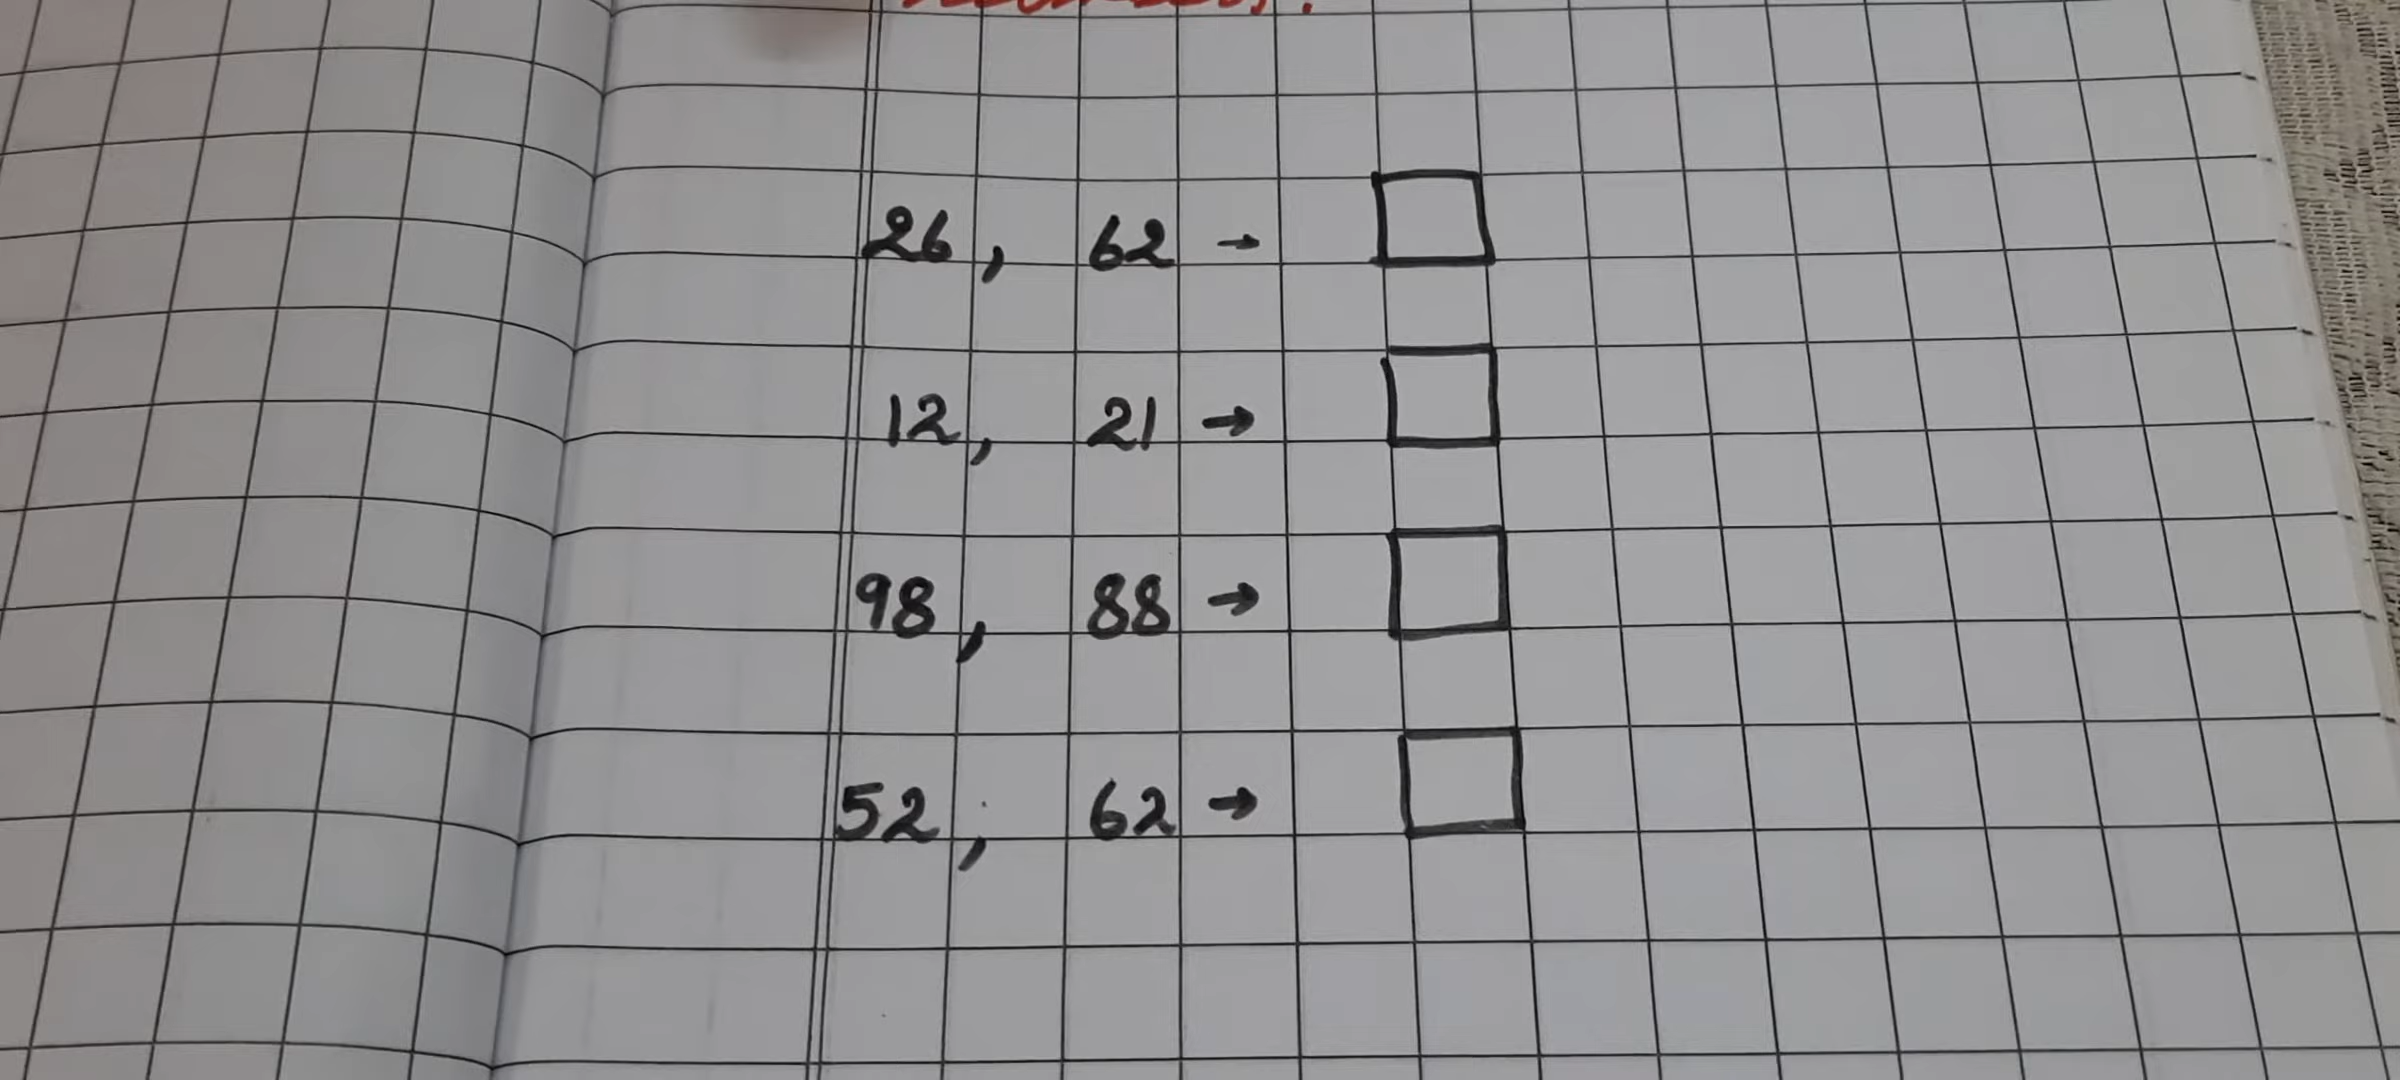 26, 62 →
12, 21 →
98, 88 →
52, 62 →